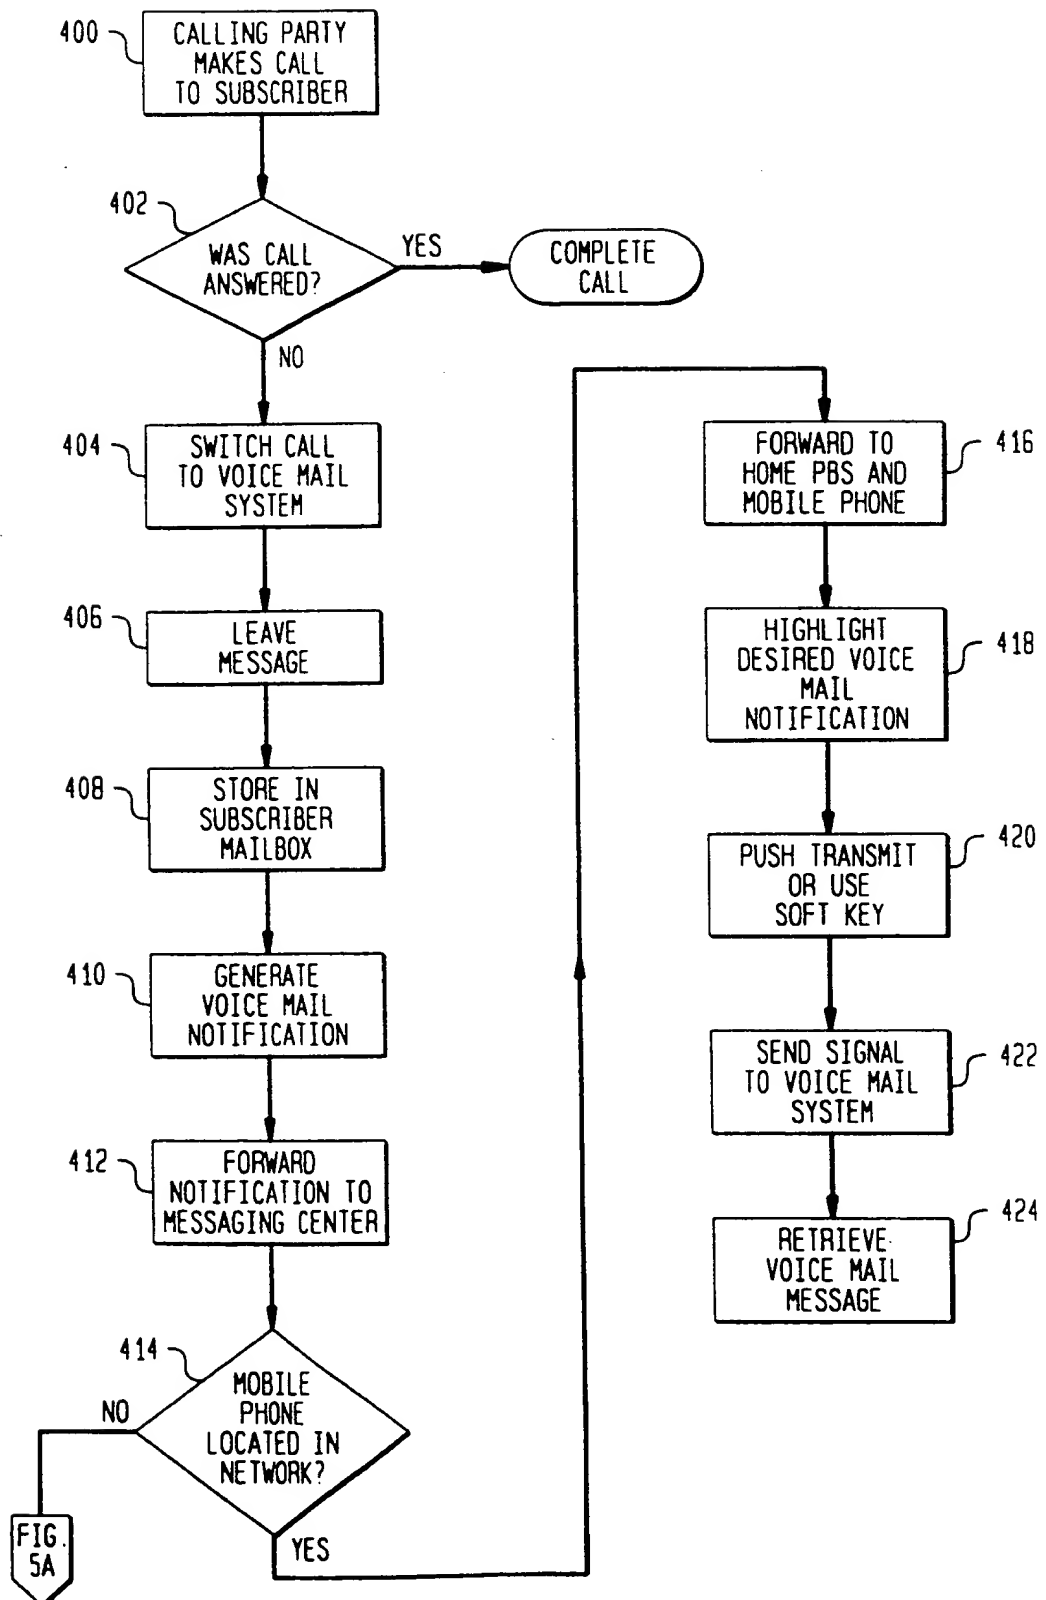 400
CALLING PARTY
MAKES CALL
TO SUBSCRIBER
402
WAS CALL
ANSWERED?
YES
COMPLETE
CALL
NO
404
SWITCH CALL
TO VOICE MAIL
SYSTEM
406
LEAVE
MESSAGE
408
STORE IN
SUBSCRIBER
MAILBOX
410
GENERATE
VOICE MAIL
NOTIFICATION
412
FORWARD
NOTIFICATION TO
MESSAGING CENTER
414
MOBILE
PHONE
LOCATED IN
NETWORK?
NO
FIG.
5A
YES
FORWARD TO
HOME PBS AND
MOBILE PHONE
416
HIGHLIGHT
DESIRED VOICE
MAIL
NOTIFICATION
418
PUSH TRANSMIT
OR USE
SOFT KEY
420
SEND SIGNAL
TO VOICE MAIL
SYSTEM
422
RETRIEVE
VOICE MAIL
MESSAGE
424